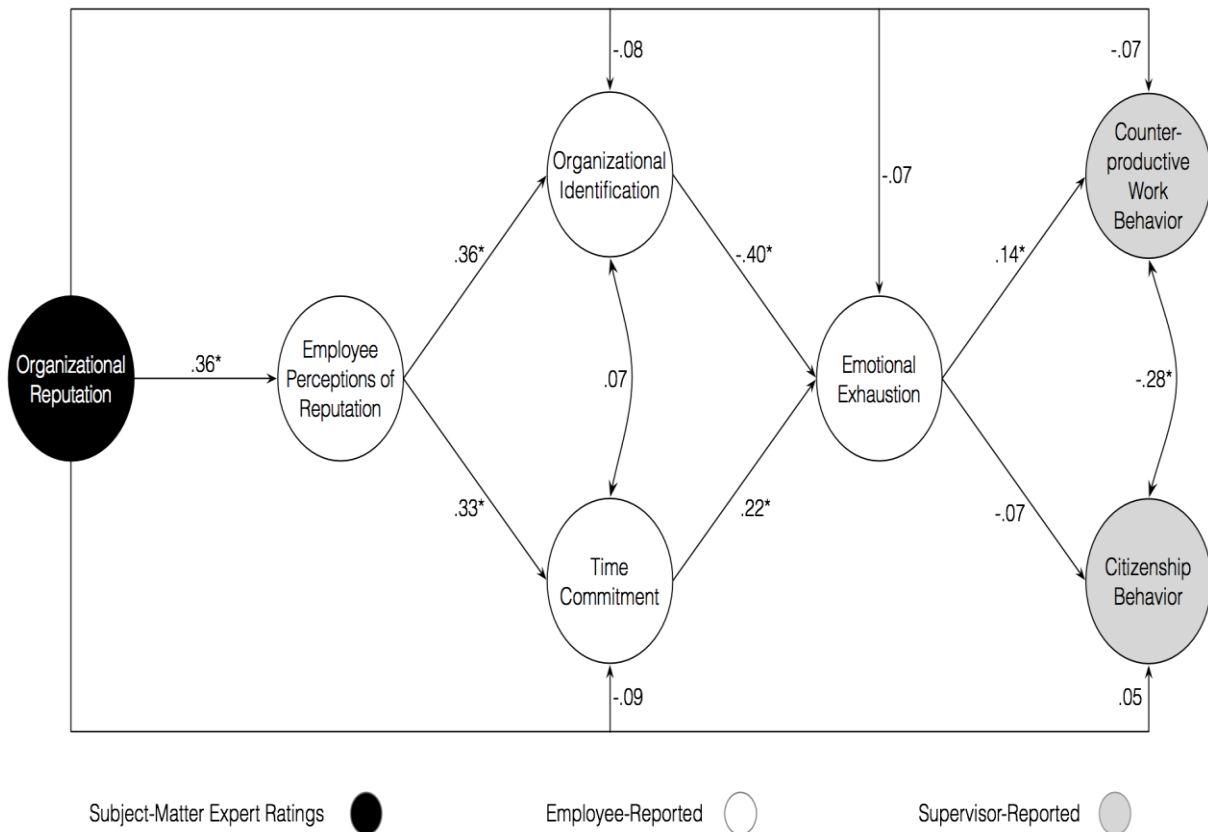 -.08
-.07
Counter-
productive
Work
Behavior
Organizational
Identification
-.07
.36*
-.40*
.14*
Organizational
Reputation
.36*
Employee
Perceptions of
Reputation
.07
Emotional
Exhaustion
-.28*
.33*
.22*
-.07
Time
Commitment
Citizenship
Behavior
-.09
.05
Subject-Matter Expert Ratings
Employee-Reported
Supervisor-Reported